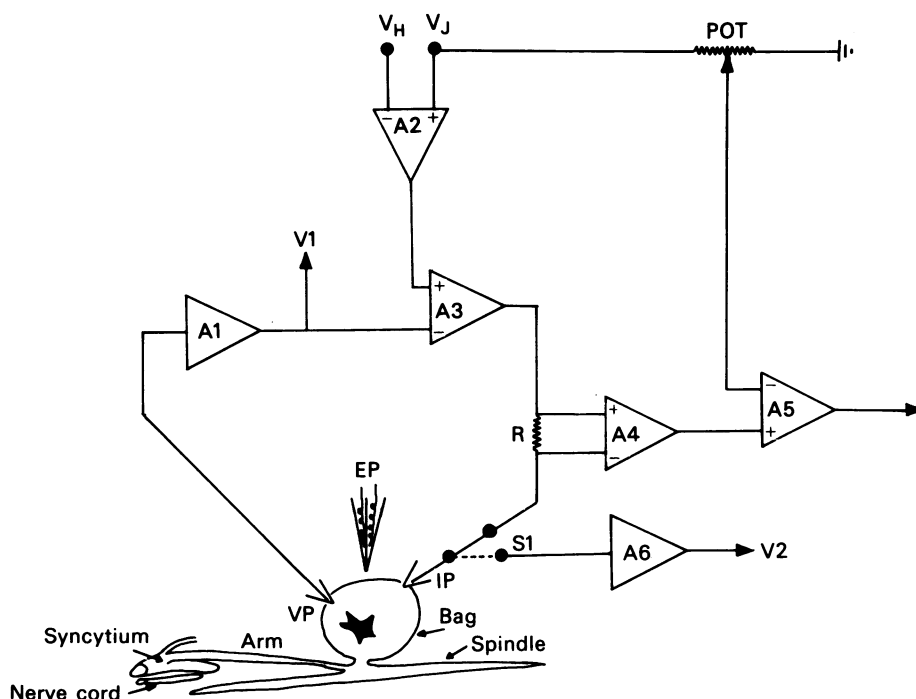 V_H V_J POT
− + A2
V1
+
A3
−
A1
−
A5
+
+
A4
−
R
EP
S1
A6 V2
IP
VP
Bag
Syncytium Arm Spindle
Nerve cord